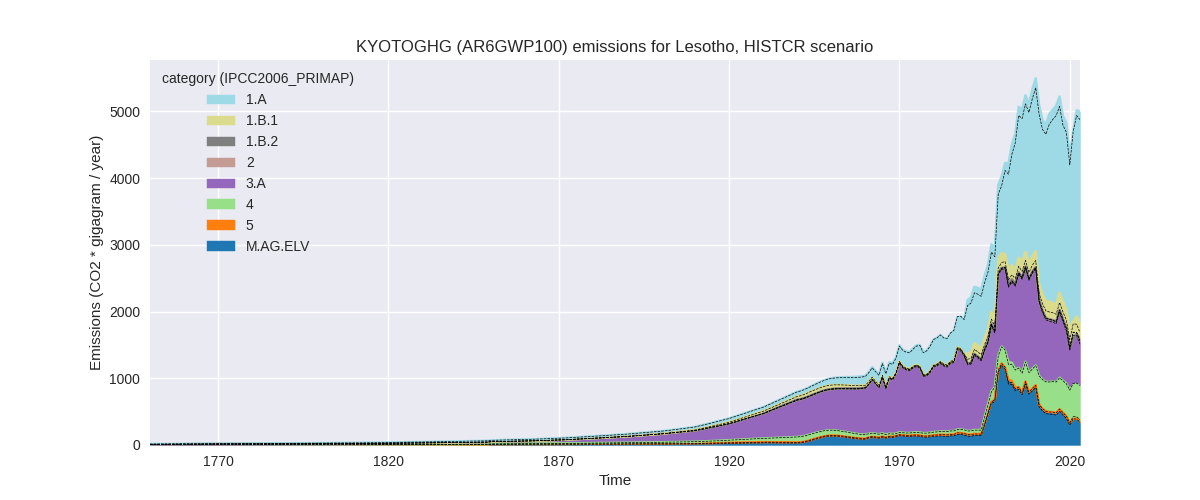 KYOTOGHG (AR6GWP100) emissions for Lesotho, HISTCR scenario
category (IPCC2006_PRIMAP)
1.A
1.B.1
1.B.2
2
3.A
4
5
M.AG.ELV
Emissions (CO2 * gigagram / year)
5000
4000
3000
2000
1000
0
1770
1820
1870
1920
1970
2020
Time